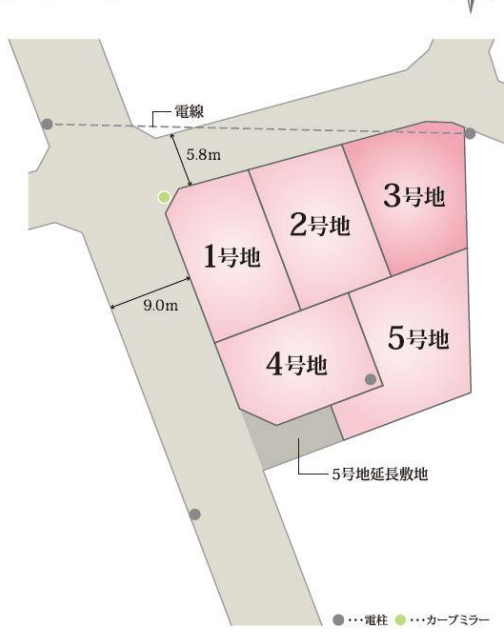 電線
5.8m
3号地
2号地
1号地
9.0m
5号地
4号地
5号地延長敷地
●…電柱 ●…カーブミラー